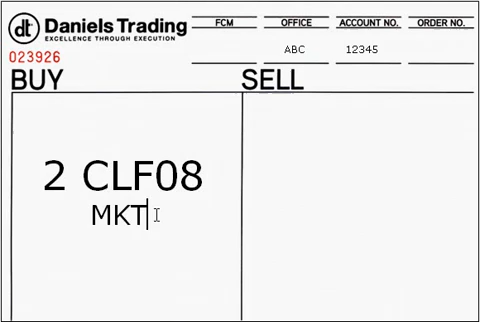 dt Daniels Trading
EXCELLENCE THROUGH EXECUTION
FCM OFFICE ACCOUNT NO. ORDER NO.
ABC 12345
023926
BUY SELL
2 CLF08
MKT